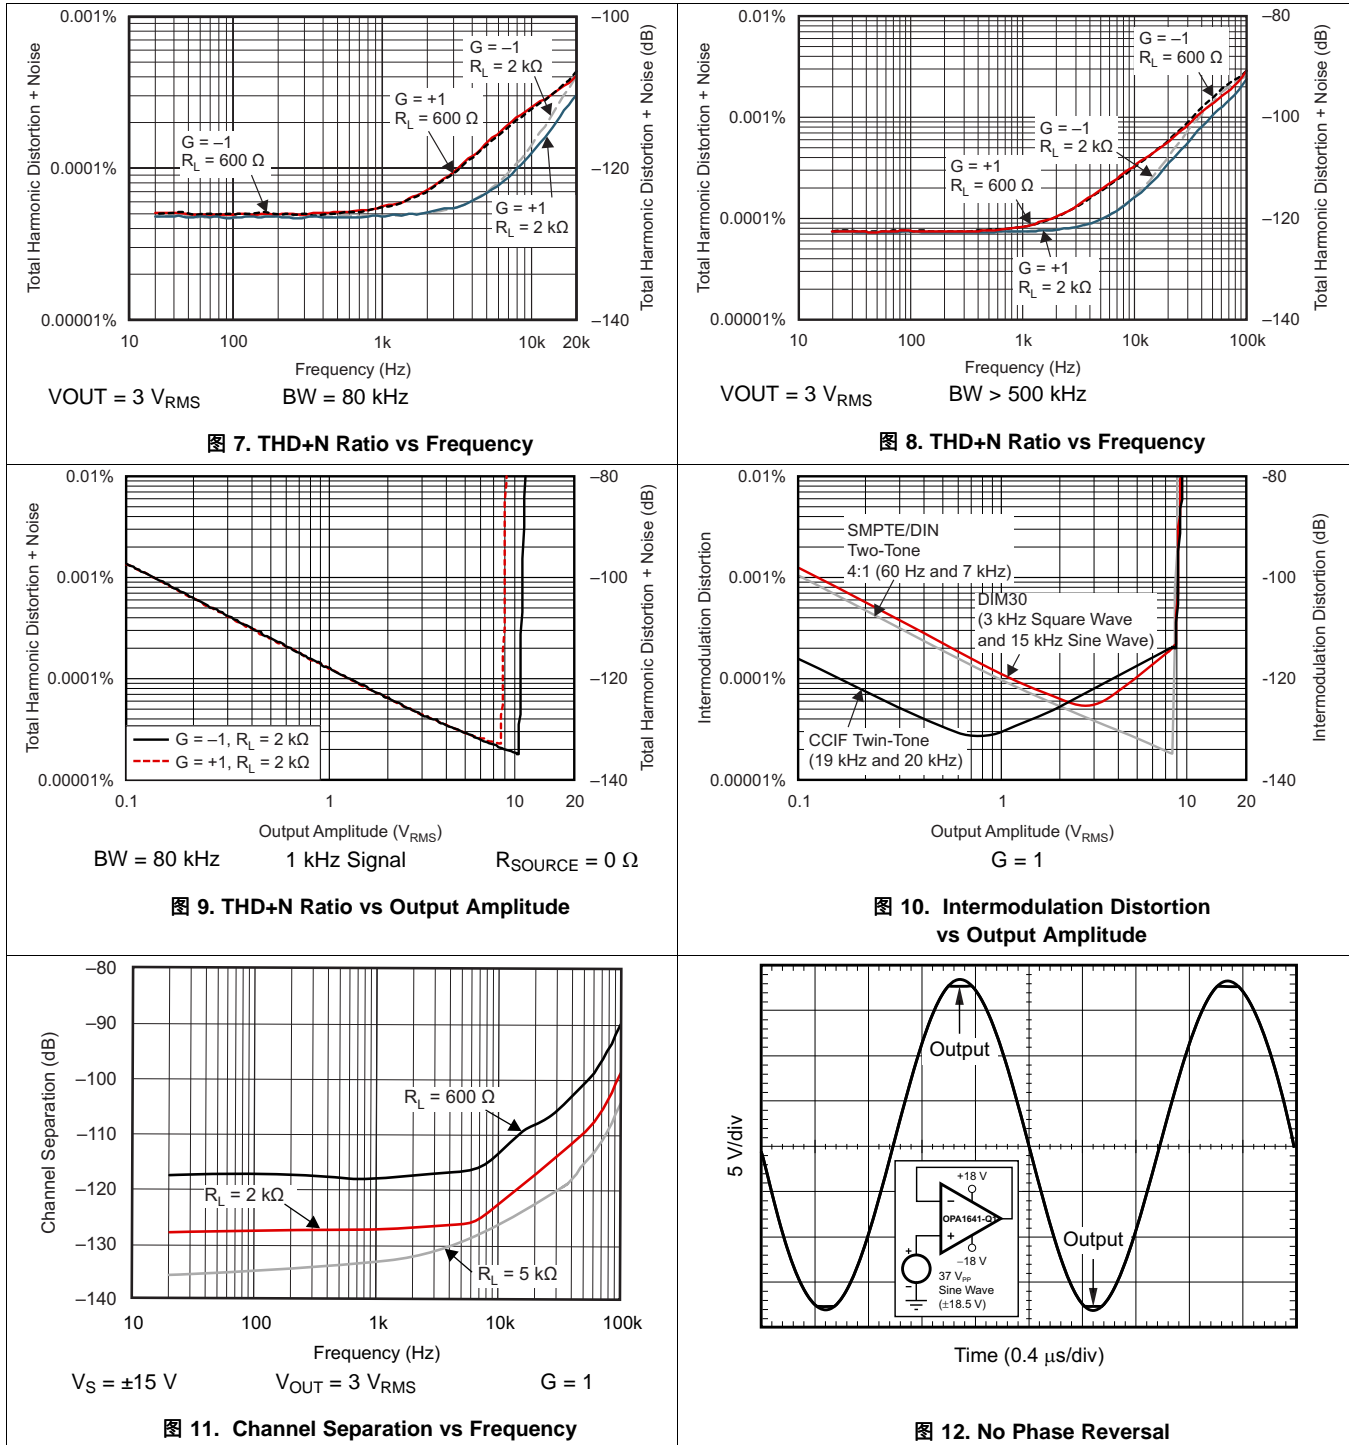 0.001%
0.0001%
0.00001%
–100
–120
–140
Total Harmonic Distortion + Noise
Total Harmonic Distortion + Noise (dB)
G = –1
R_L = 2 kΩ
G = +1
R_L = 600 Ω
G = –1
R_L = 600 Ω
G = +1
R_L = 2 kΩ
10 100 1k 10k 20k
Frequency (Hz)
VOUT = 3 V_RMS BW = 80 kHz
图 7. THD+N Ratio vs Frequency
0.01%
0.001%
0.0001%
0.00001%
–80
–100
–120
–140
Total Harmonic Distortion + Noise
Total Harmonic Distortion + Noise (dB)
G = –1
R_L = 600 Ω
G = –1
R_L = 2 kΩ
G = +1
R_L = 600 Ω
G = +1
R_L = 2 kΩ
10 100 1k 10k 100k
Frequency (Hz)
VOUT = 3 V_RMS BW > 500 kHz
图 8. THD+N Ratio vs Frequency
0.01%
0.001%
0.0001%
0.00001%
–80
–100
–120
–140
Total Harmonic Distortion + Noise
Total Harmonic Distortion + Noise (dB)
G = –1, R_L = 2 kΩ
G = +1, R_L = 2 kΩ
0.1 1 10 20
Output Amplitude (V_RMS)
BW = 80 kHz 1 kHz Signal R_SOURCE = 0 Ω
图 9. THD+N Ratio vs Output Amplitude
0.01%
0.001%
0.0001%
0.00001%
–80
–100
–120
-140
Intermodulation Distortion
Intermodulation Distortion (dB)
SMPTE/DIN
Two-Tone
4:1 (60 Hz and 7 kHz)
DIM30
(3 kHz Square Wave
and 15 kHz Sine Wave)
CCIF Twin-Tone
(19 kHz and 20 kHz)
0.1 1 10 20
Output Amplitude (V_RMS)
G = 1
图 10. Intermodulation Distortion
vs Output Amplitude
–80
–90
–100
–110
–120
–130
–140
Channel Separation (dB)
R_L = 600 Ω
R_L = 2 kΩ
R_L = 5 kΩ
10 100 1k 10k 100k
Frequency (Hz)
V_S = ±15 V V_OUT = 3 V_RMS G = 1
图 11. Channel Separation vs Frequency
5 V/div
Output
Output
+18 V
–
OPA1641-Q1
+
–18 V
+
–
37 V_PP
Sine Wave
(±18.5 V)
Time (0.4 μs/div)
图 12. No Phase Reversal